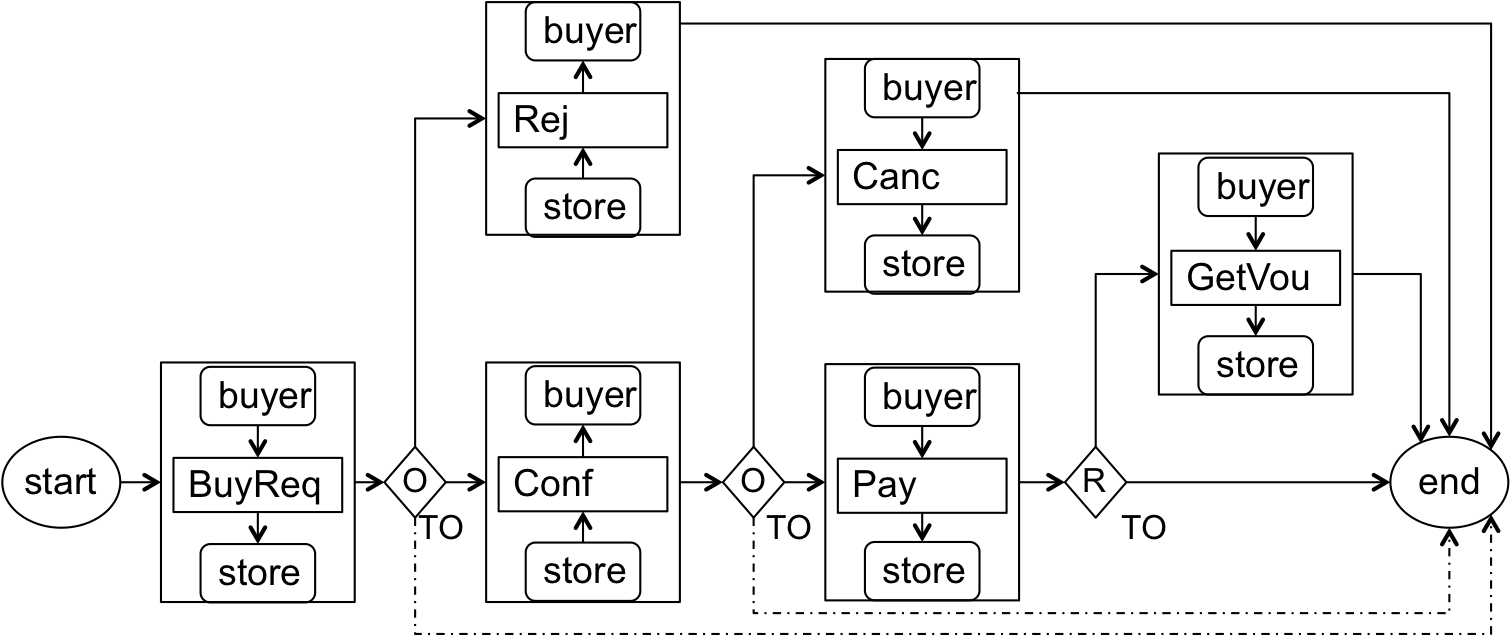 buyer
Rej
store
buyer
Canc
store
buyer
GetVou
store
start
buyer
BuyReq
store
O
TO
buyer
Conf
store
O
TO
buyer
Pay
store
R
TO
end